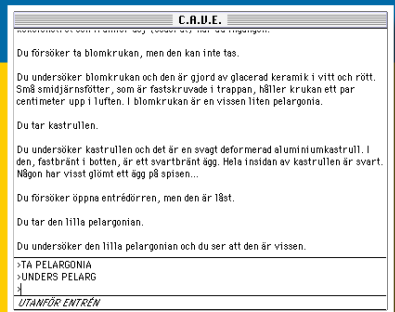 C.A.V.E.
Du försöker ta blomkrukan, men den kan inte tas.
Du undersöker blomkrukan och den är gjord av glacerad keramik i vitt och rött.
Små smidjärnsfötter, som är fastskruvade i trappan, håller krukan ett par
centimeter upp i luften. I blomkrukan är en vissen liten pelargonia.
Du tar kastrullen.
Du undersöker kastrullen och det är en svagt deformerad aluminiumkastrull. I
den, fastbränt i botten, är ett svartbränt ägg. Hela insidan av kastrullen är svart.
Någon har visst glömt ett ägg på spisen...
Du försöker öppna entrédörren, men den är låst.
Du tar den lilla pelargonian.
Du undersöker den lilla pelargonian och du ser att den är vissen.
>TA PELARGONIA
>UNDERS PELARG
>
UTANFÖR ENTRÉN